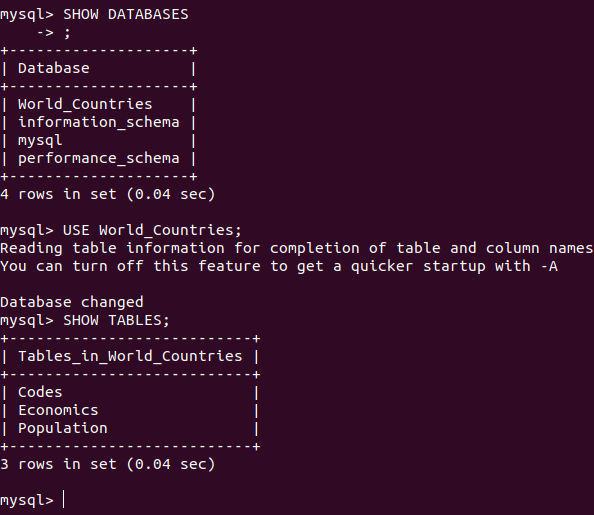 mysql> SHOW DATABASES
    -> ;
+--------------------+
| Database           |
+--------------------+
| World_Countries    |
| information_schema |
| mysql              |
| performance_schema |
+--------------------+
4 rows in set (0.04 sec)

mysql> USE World_Countries;
Reading table information for completion of table and column names
You can turn off this feature to get a quicker startup with -A

Database changed
mysql> SHOW TABLES;
+---------------------------+
| Tables_in_World_Countries |
+---------------------------+
| Codes                     |
| Economics                 |
| Population                |
+---------------------------+
3 rows in set (0.04 sec)

mysql>